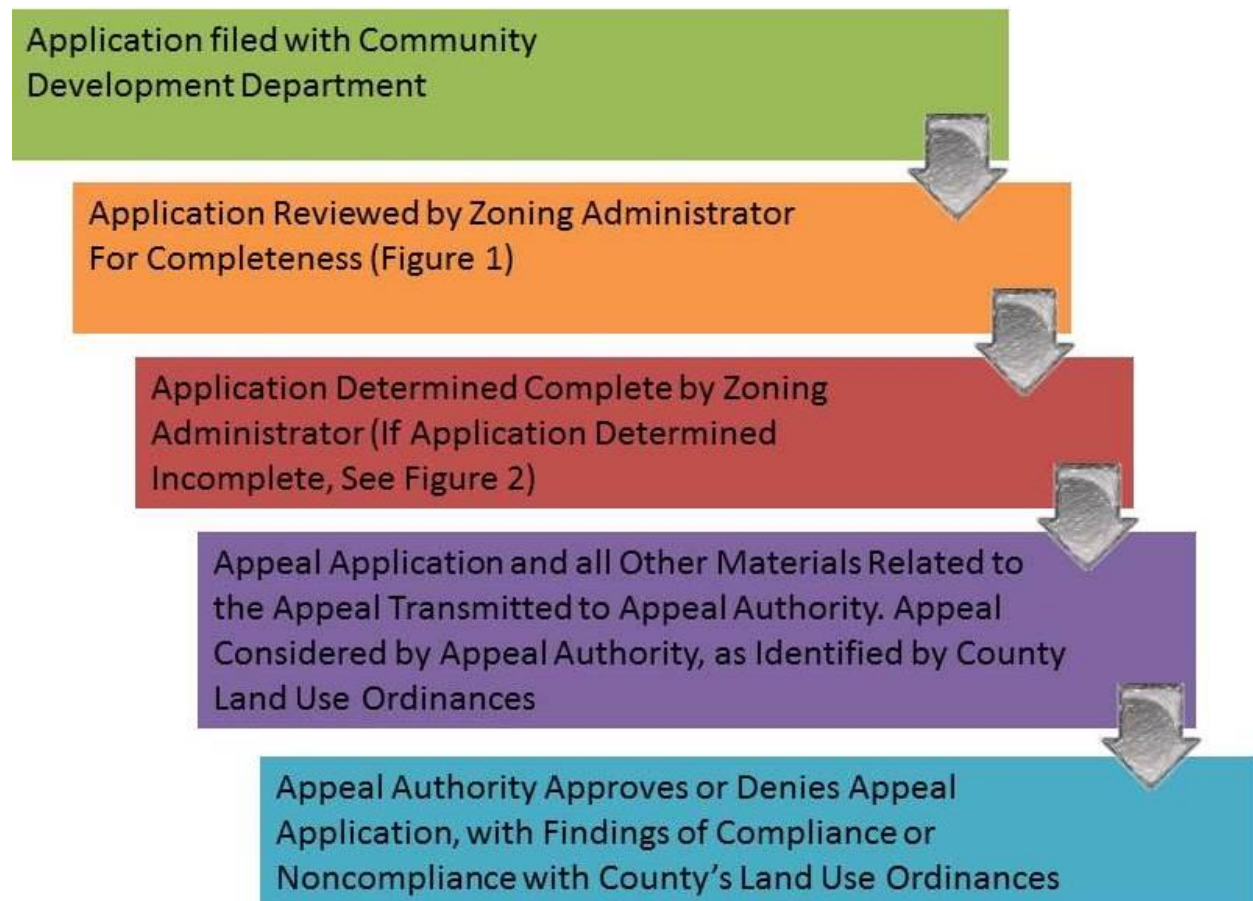 Application filed with Community
Development Department
Application Reviewed by Zoning Administrator
For Completeness (Figure 1)
Application Determined Complete by Zoning
Administrator (If Application Determined
Incomplete, See Figure 2)
Appeal Application and all Other Materials Related to
the Appeal Transmitted to Appeal Authority. Appeal
Considered by Appeal Authority, as Identified by County
Land Use Ordinances
Appeal Authority Approves or Denies Appeal
Application, with Findings of Compliance or
Noncompliance with County’s Land Use Ordinances